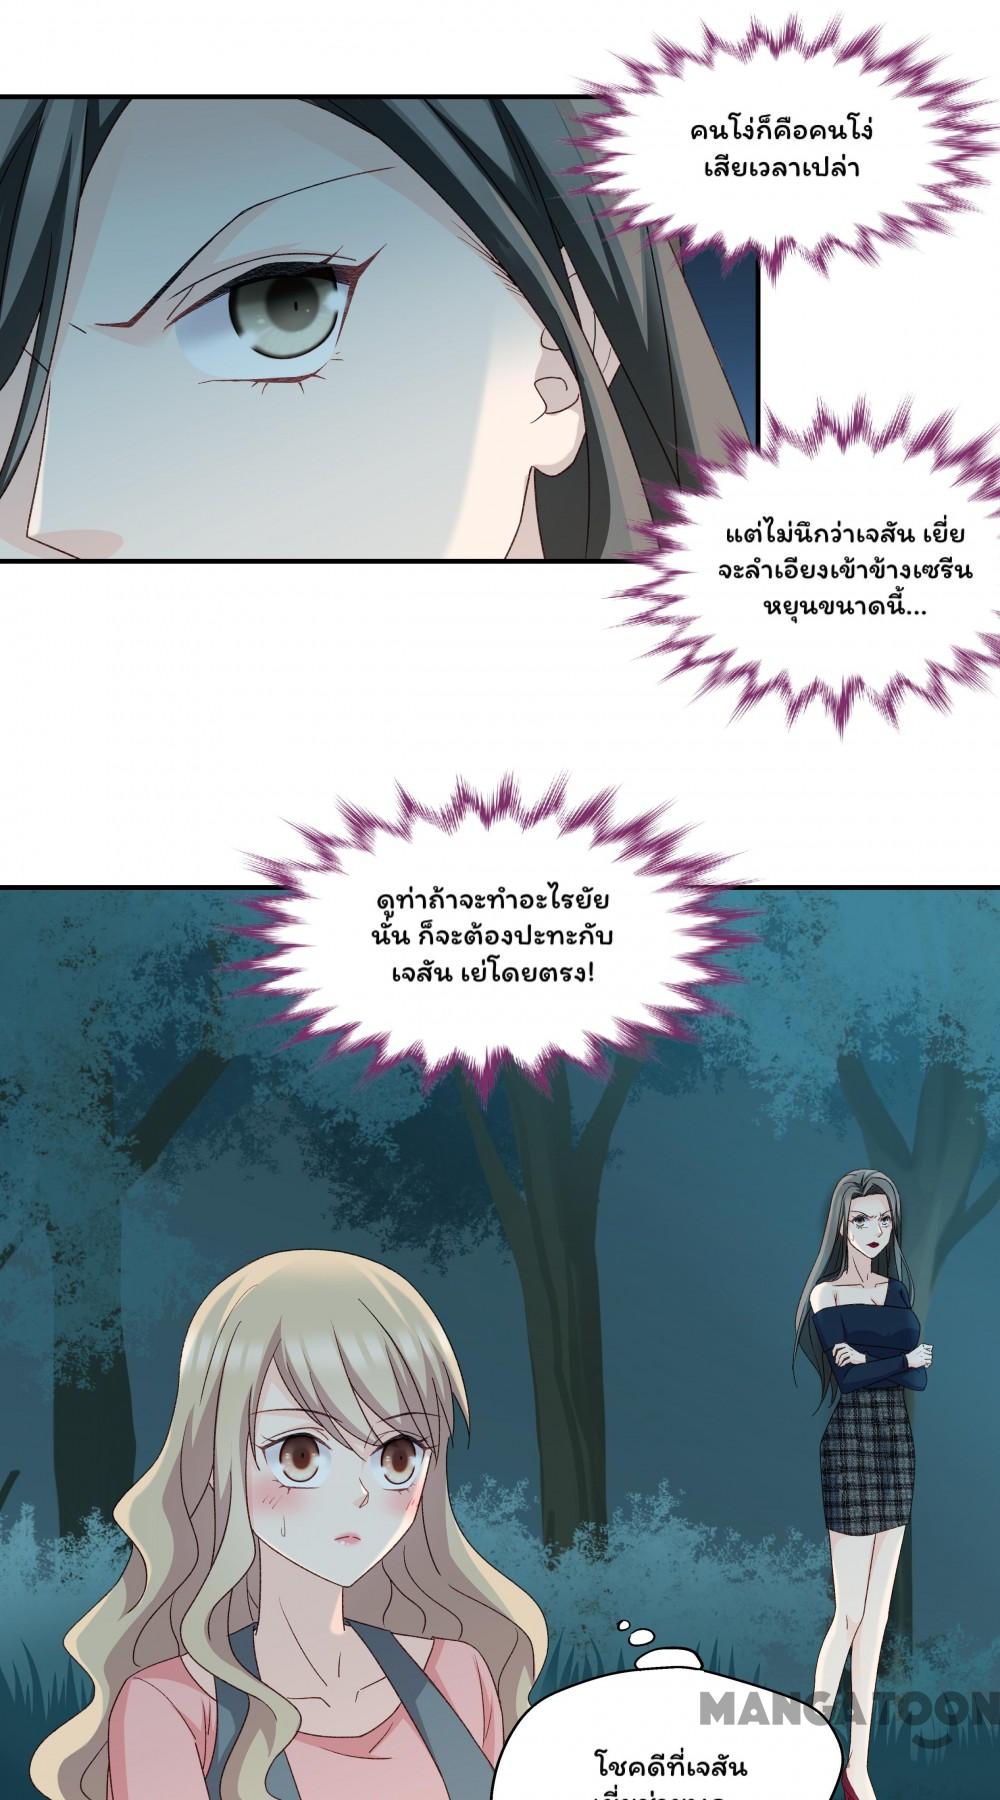 คนโง่ก็คือคนโง่
เสียเวลาเปล่า
แต่ไม่นึกว่าเจสัน เยี่ย
จะลำเอียงเข้าข้างเซรีน
หยุนขนาดนี้...
ดูท่าถ้าจะทำอะไรยัย
นั่น ก็จะต้องปะทะกับ
เจสัน เย่โดยตรง!
MANGATOON
โชคดีที่เจสัน